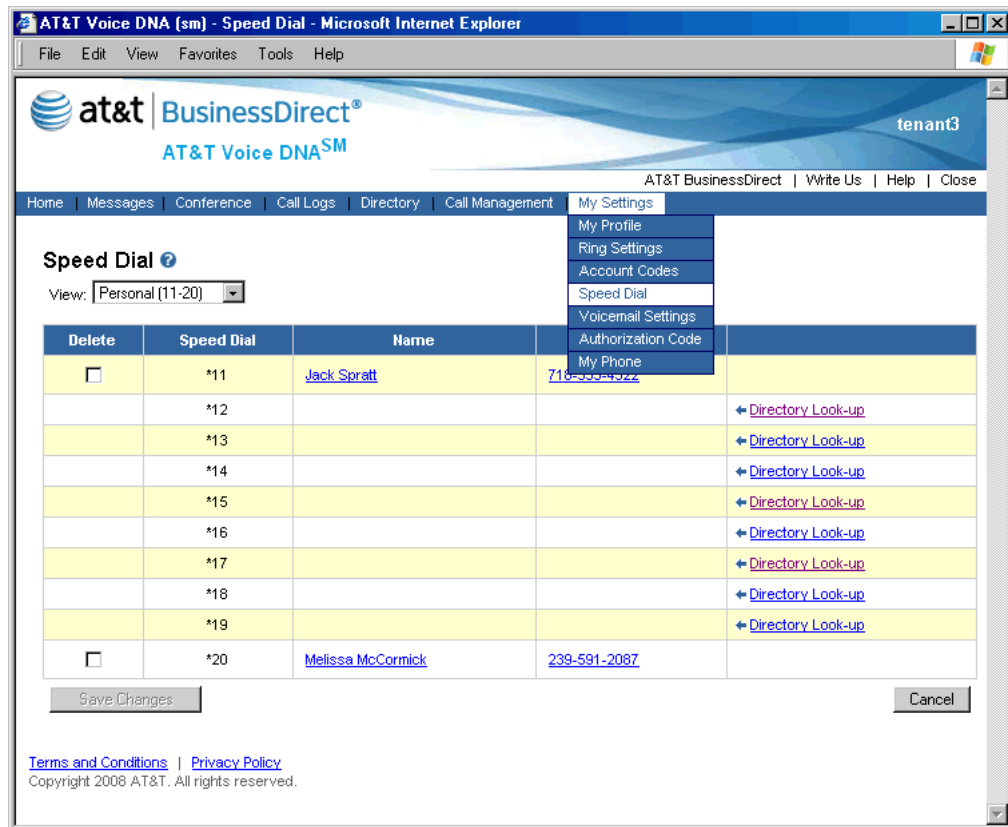 AT&T Voice DNA (sm) - Speed Dial - Microsoft Internet Explorer
File Edit View Favorites Tools Help
at&t BusinessDirect®
tenant3
AT&T Voice DNA SM
AT&T BusinessDirect | Write Us | Help | Close
Home | Messages | Conference | Call Logs | Directory | Call Management | My Settings
My Profile
Ring Settings
Account Codes
Speed Dial
Voicemail Settings
Authorization Code
My Phone
Speed Dial ?
View: Personal (11-20)
Delete Speed Dial Name
*11 Jack Spratt
*12 Directory Look-up
*13 Directory Look-up
*14 Directory Look-up
*15 Directory Look-up
*16 Directory Look-up
*17 Directory Look-up
*18 Directory Look-up
*19 Directory Look-up
*20 Melissa McCormick 239-591-2087
Save Changes Cancel
Terms and Conditions | Privacy Policy
Copyright 2008 AT&T. All rights reserved.